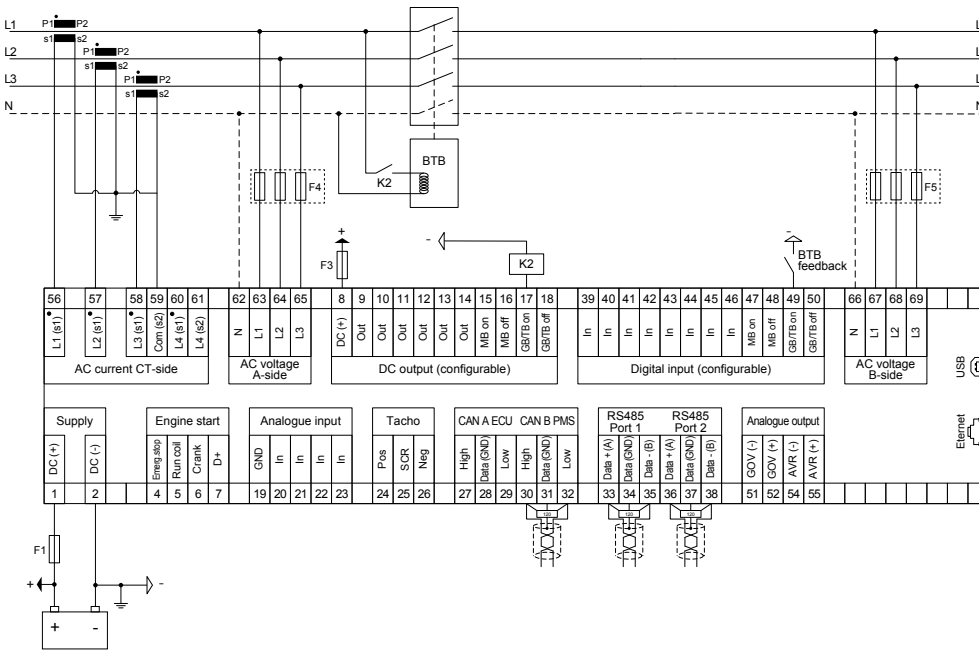 L1 P1 P2 L
s1 s2
L2 P1 P2 L
s1 s2
L3 P1 P2 L
s1 s2
N N
BTB
K2
F4 F5
+ - - BTB
feedback
F3 K2
56 57 58 59 60 61 62 63 64 65 8 9 10 11 12 13 14 15 16 17 18 39 40 41 42 43 44 45 46 47 48 49 50 66 67 68 69
L1 (s1) L2 (s1) L3 (s1) Com (s2) L4 (s1) L4 (s2) N L1 L2 L3 DC (+) Out Out Out Out Out Out MB on MB off GB/TB on GB/TB off In In In In In In In In MB on MB off GB/TB on GB/TB off N L1 L2 L3
AC current CT-side AC voltage
A-side DC output (configurable) Digital input (configurable) AC voltage
B-side USB
Supply Engine start Analogue input Tacho CAN A ECU CAN B PMS RS485
Port 1 RS485
Port 2 Analogue output Eternet
DC (+) DC (-) Emerg.stop Run coil Crank D+ GND In In In In Pos SCR Neg High Data (GND) Low High Data (GND) Low Data + (A) Data (GND) Data - (B) Data + (A) Data (GND) Data - (B) GOV (-) GOV (+) AVR (-) AVR (+)
1 2 4 5 6 7 19 20 21 22 23 24 25 26 27 28 29 30 31 32 33 34 35 36 37 38 51 52 54 55
120 120 120
F1
+ -
+ -